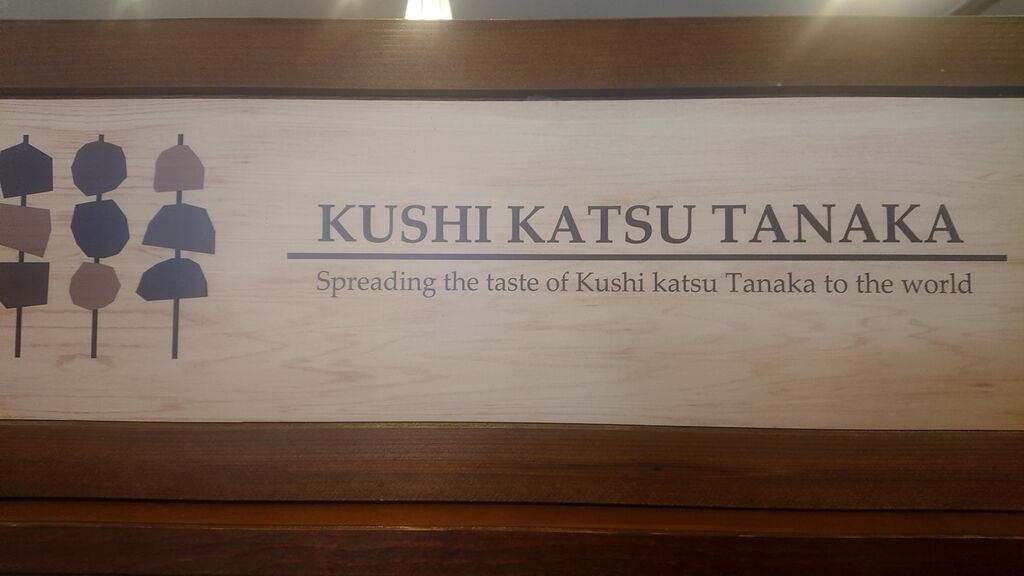 KUSHI KATSU TANAKA
Spreading the taste of Kushi katsu Tanaka to the world